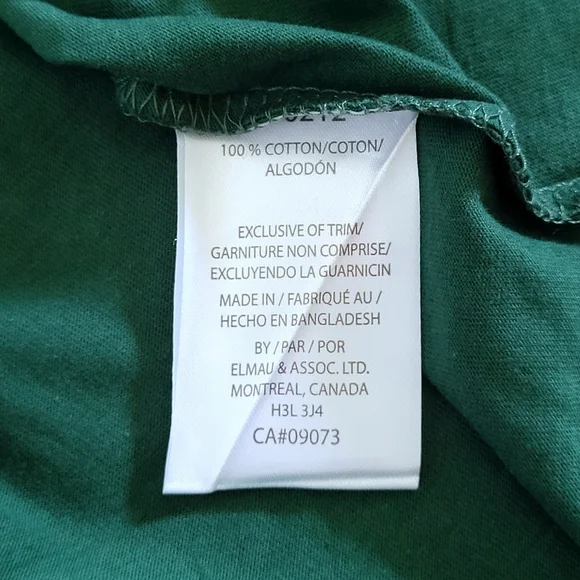 100 % COTTON/COTON/
ALGODÓN
EXCLUSIVE OF TRIM/
GARNITURE NON COMPRISE/
EXCLUYENDO LA GUARNICIN
MADE IN / FABRIQUÉ AU /
HECHO EN BANGLADESH
BY / PAR / POR
ELMAU & ASSOC. LTD.
MONTREAL, CANADA
H3L 3J4
CA#09073